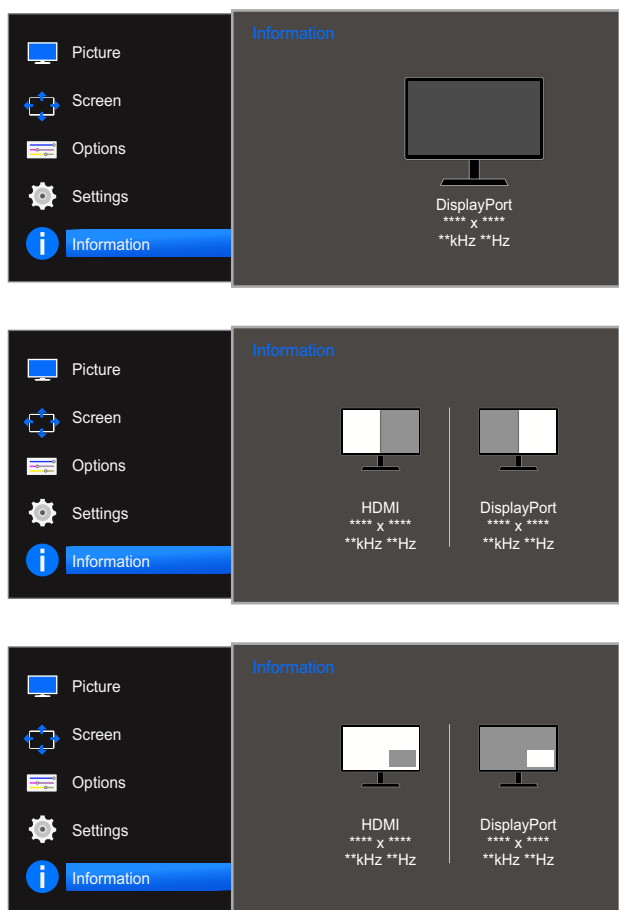 Information
Picture
Screen
Options
Settings
Information
DisplayPort
**** x ****
**kHz **Hz
Information
Picture
Screen
Options
Settings
Information
HDMI
**** x ****
**kHz **Hz
DisplayPort
**** x ****
**kHz **Hz
Information
Picture
Screen
Options
Settings
Information
HDMI
**** x ****
**kHz **Hz
DisplayPort
**** x ****
**kHz **Hz